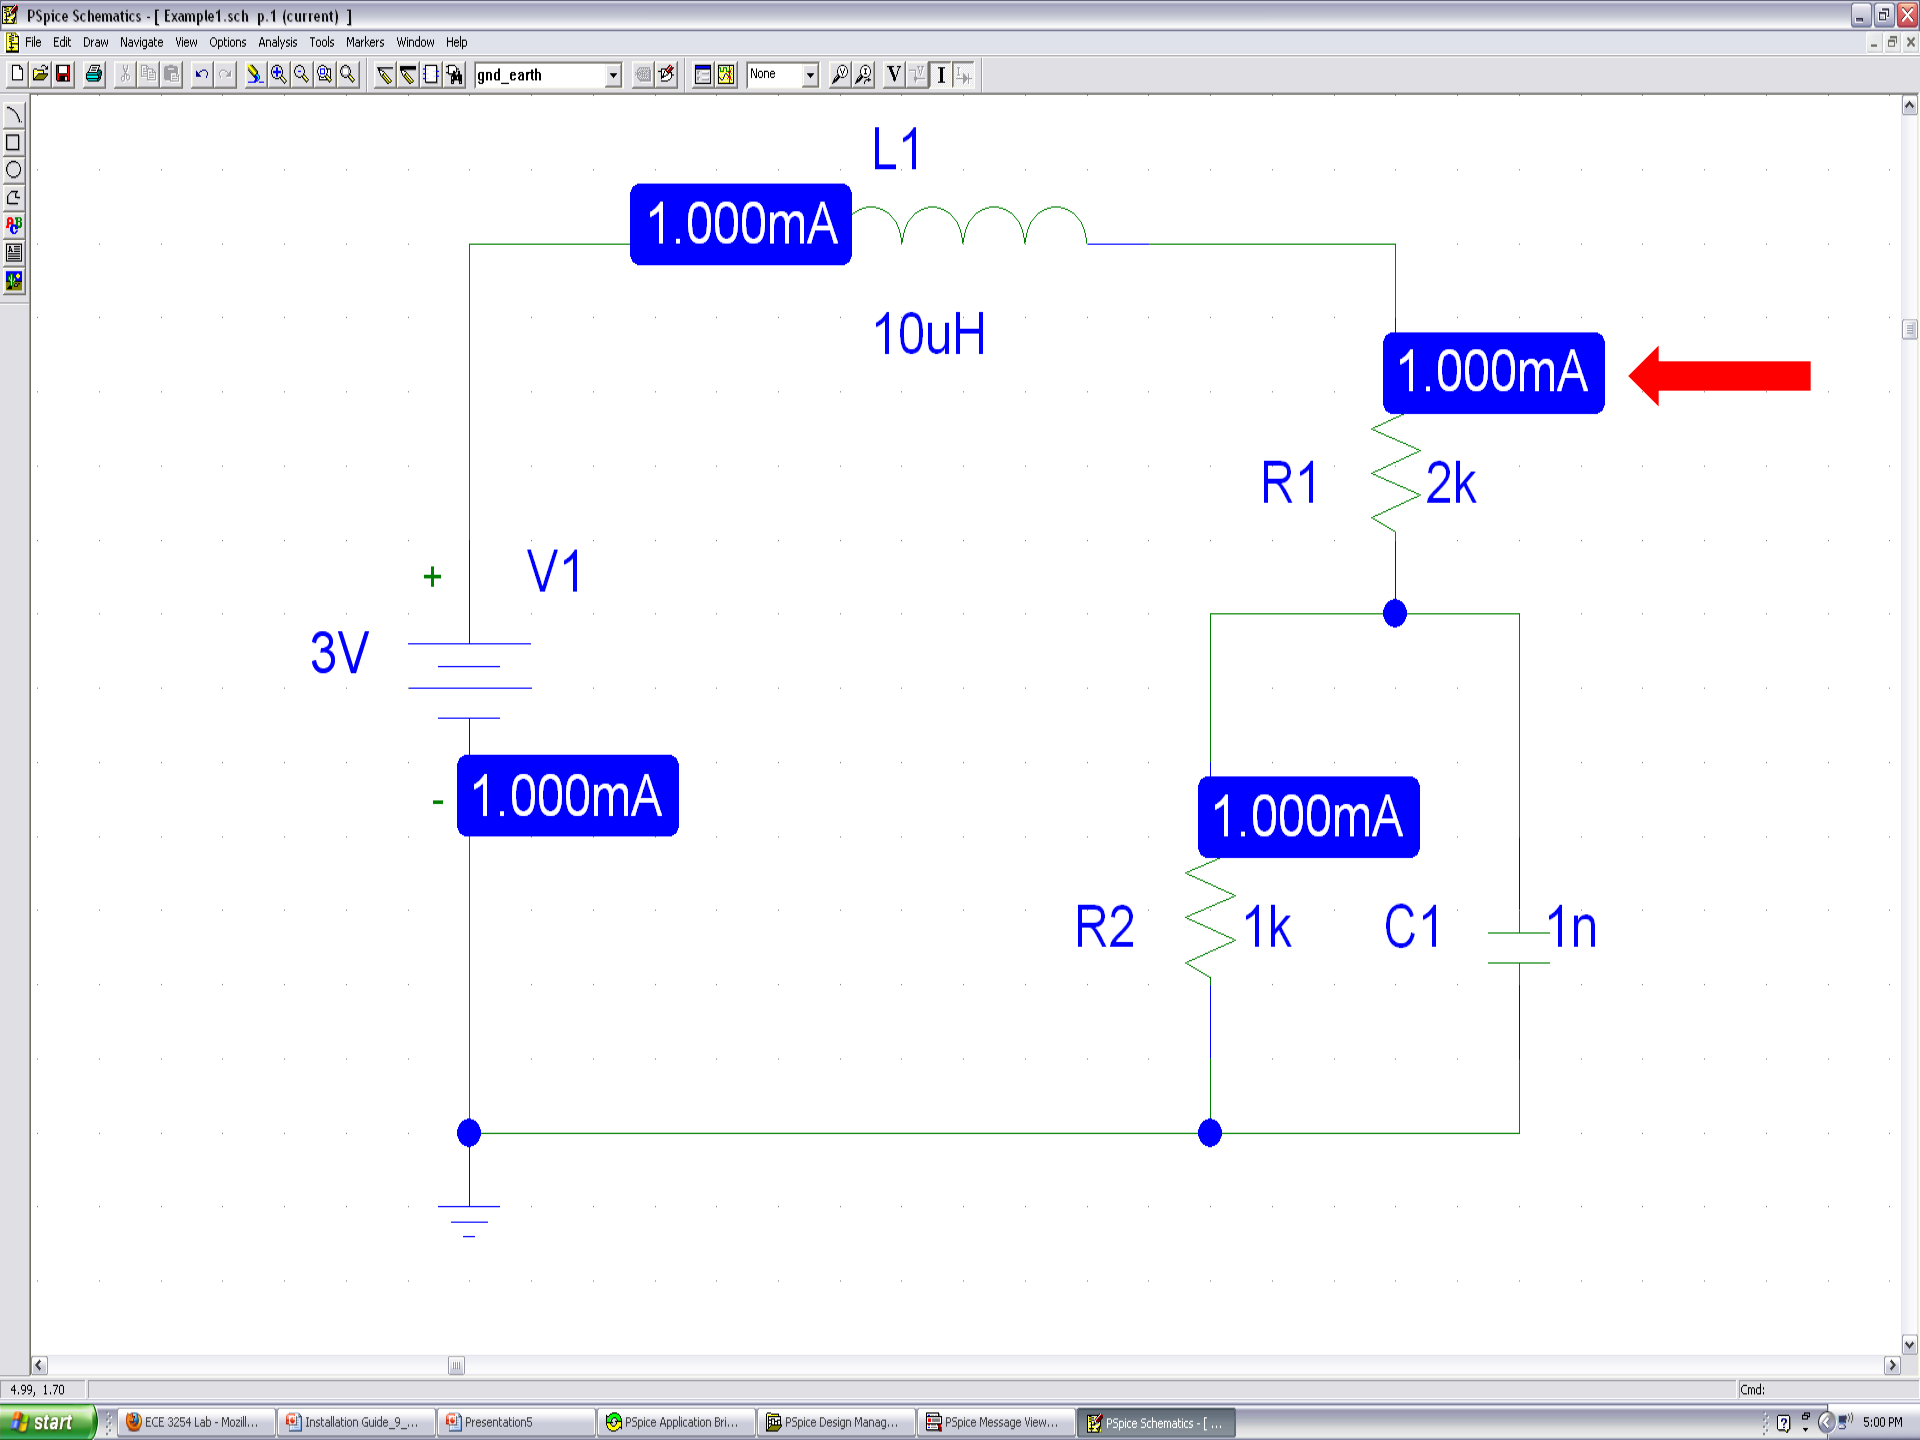 PSpice Schematics - [ Example1.sch  p.1 (current)  ]
File Edit Draw Navigate View Options Analysis Tools Markers Window Help
gnd_earth None V I
L1
1.000mA
10uH
1.000mA
R1 2k
+ V1
3V
1.000mA
-
1.000mA
R2 1k C1 1n
4.99, 1.70 Cmd:
start ECE 3254 Lab - Mozill... Installation Guide_9_... Presentation5 PSpice Application Bri... PSpice Design Manag... PSpice Message View... PSpice Schematics - [ ... 5:00 PM